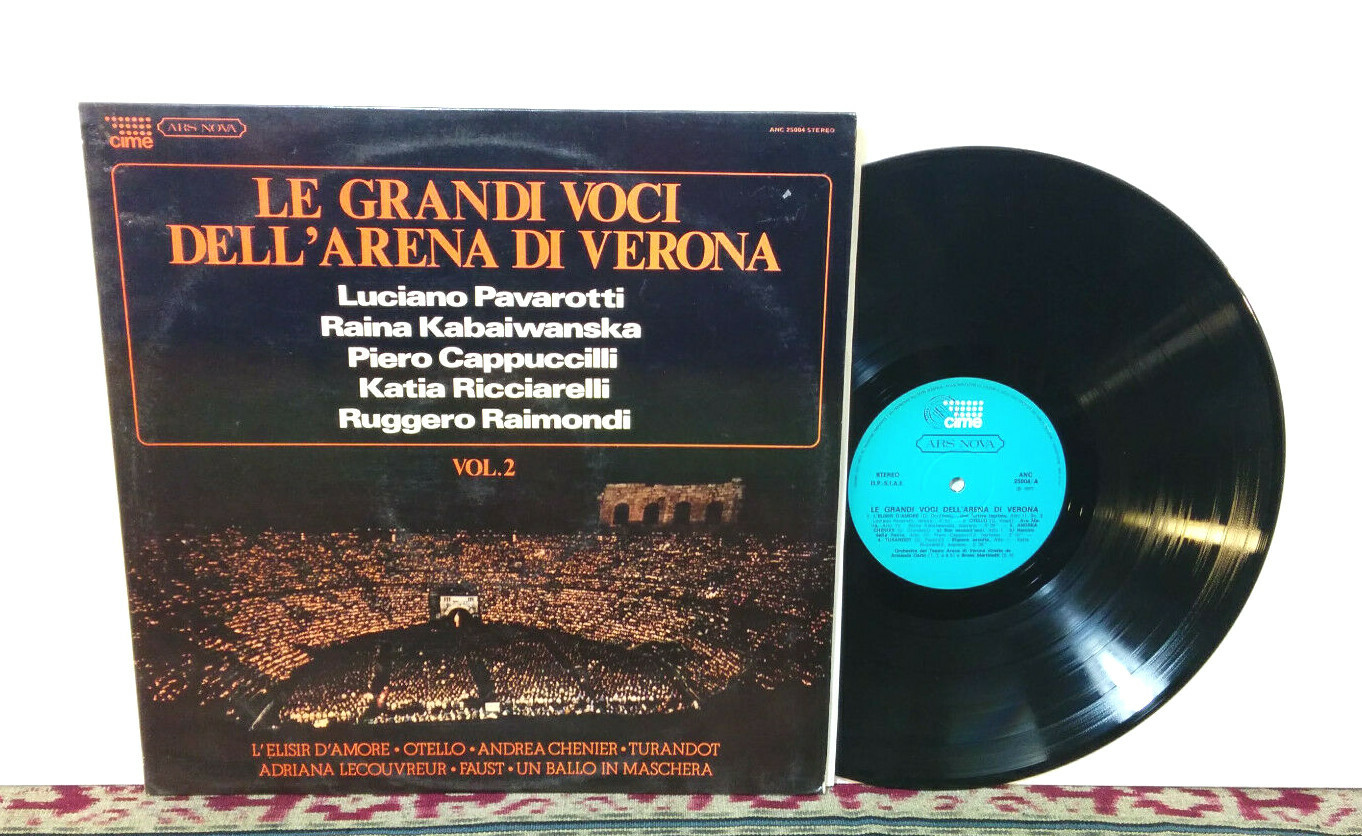 cime
ARS NOVA
ANC 25004 STEREO
LE GRANDI VOCI
DELL'ARENA DI VERONA
Luciano Pavarotti
Raina Kabaiwanska
Piero Cappuccilli
Katia Ricciarelli
Ruggero Raimondi
VOL.2
L'ELISIR D'AMORE • OTELLO • ANDREA CHENIER • TURANDOT
ADRIANA LECOUVREUR • FAUST • UN BALLO IN MASCHERA
cime
ARS NOVA
STEREO
ANC
25004/A
LE GRANDI VOCI DELL'ARENA DI VERONA